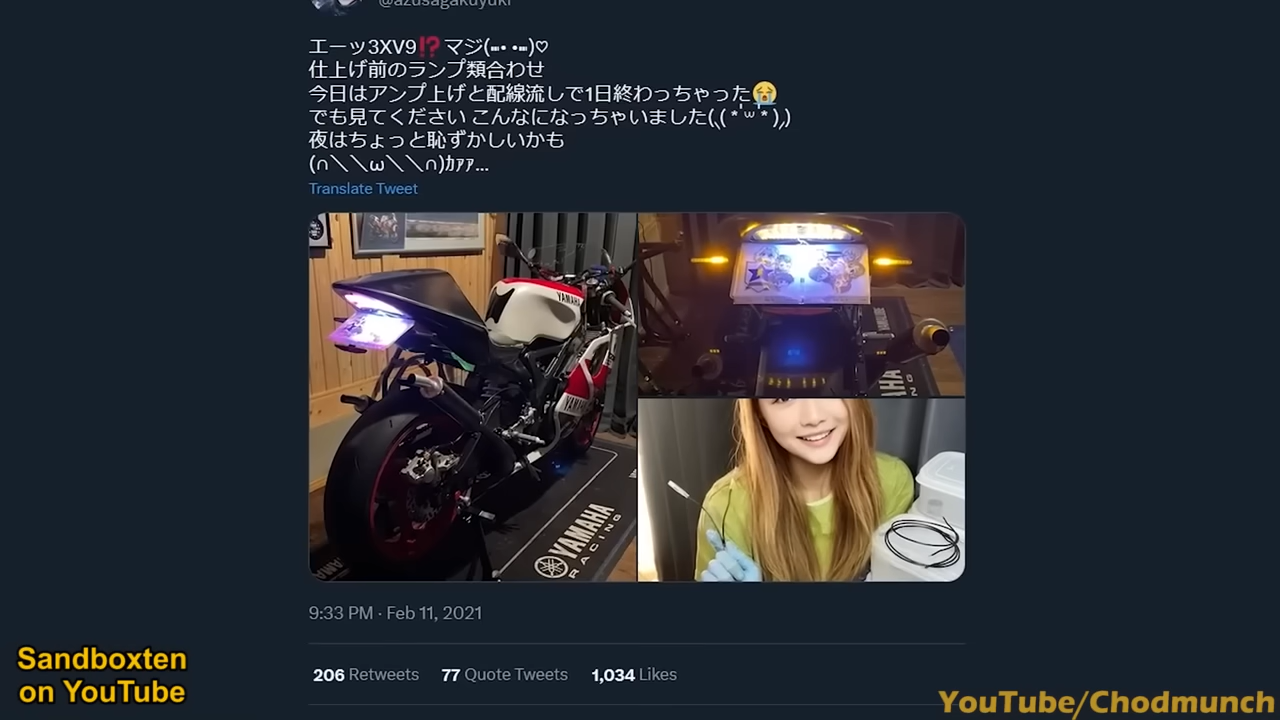 @azusagakuyuki
エーッ3XV9⁉マジ(⑉• •⑉)♡
仕上げ前のランプ類合わせ
今日はアンプ上げと配線流しで1日終わっちゃった😭
でも見てください こんなになっちゃいました(⸝⸝( *´꒳`* )⸝⸝)
夜はちょっと恥ずかしいかも
(∩＼＼ω＼＼∩)ｶｧｧ...
Translate Tweet
YAMAHA
YAMAHA
YAMAHA
RACING
YAMAHA
9:33 PM · Feb 11, 2021
206 Retweets 77 Quote Tweets 1,034 Likes
Sandboxten
on YouTube
YouTube/Chodmunch